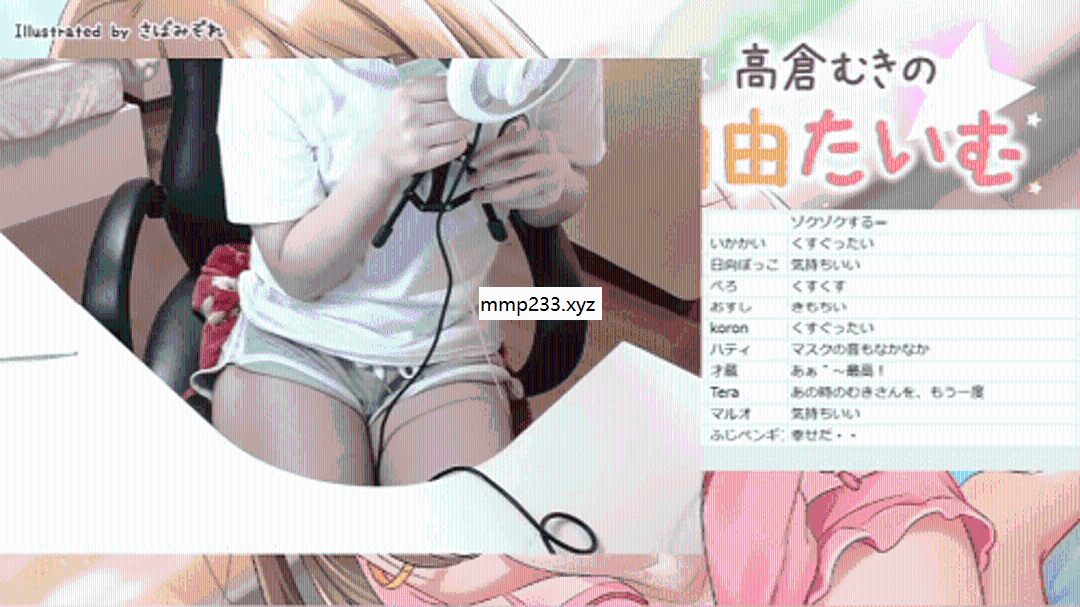 Illustrated by さばみぞれ
高倉むきの
自由たいむ
ゾクゾクするー
いかかい くすぐったい
日向ぼっこ 気持ちいい
ぺろ くすくす
おすし きもちい
koron くすぐったい
ハティ マスクの音もなかなか
才蔵 あぁ〜最高！
Tera あの時のむきさんを、もう一度
マルオ 気持ちいい
ふじペンギン 幸せだ・・
mmp233.xyz